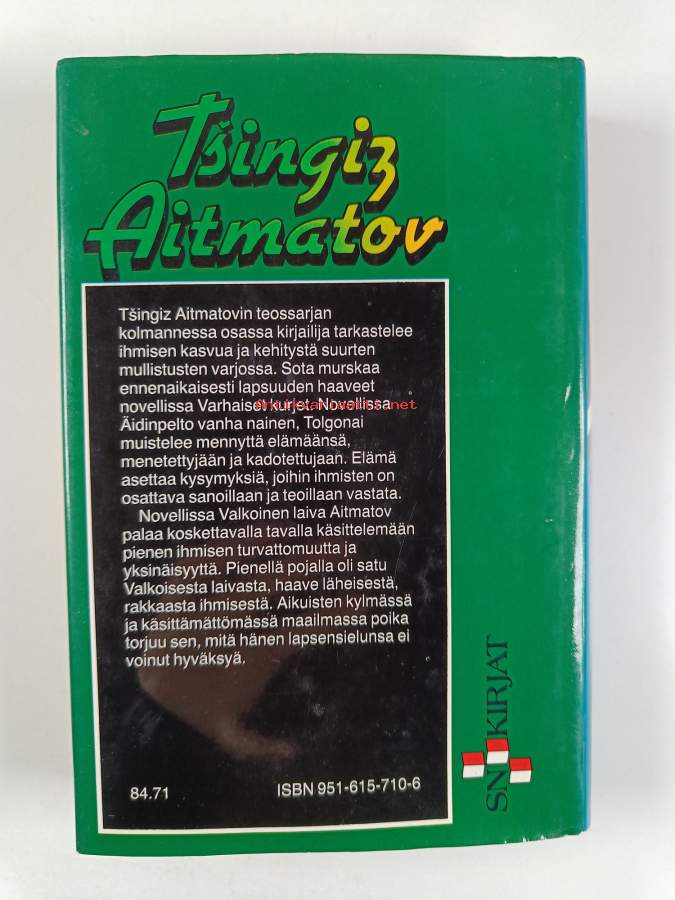 Tšingiz
Aitmatov
Tšingiz Aitmatovin teossarjan
kolmannessa osassa kirjailija tarkastelee
ihmisen kasvua ja kehitystä suurten
mullistusten varjossa. Sota murskaa
ennenaikaisesti lapsuuden haaveet
novellissa Varhaiset kurjet. Novellissa
Äidinpelto vanha nainen, Tolgonai
muistelee mennyttä elämäänsä,
menetettyjään ja kadotettujaan. Elämä
asettaa kysymyksiä, joihin ihmisten on
osattava sanoillaan ja teoillaan vastata.
Novellissa Valkoinen laiva Aitmatov
palaa koskettavalla tavalla käsittelemään
pienen ihmisen turvattomuutta ja
yksinäisyyttä. Pienellä pojalla oli satu
Valkoisesta laivasta, haave läheisestä,
rakkaasta ihmisestä. Aikuisten kylmässä
ja käsittämättömässä maailmassa poika
torjuu sen, mitä hänen lapsensielunsa ei
voinut hyväksyä.
84.71
ISBN 951-615-710-6
SN KIRJAT